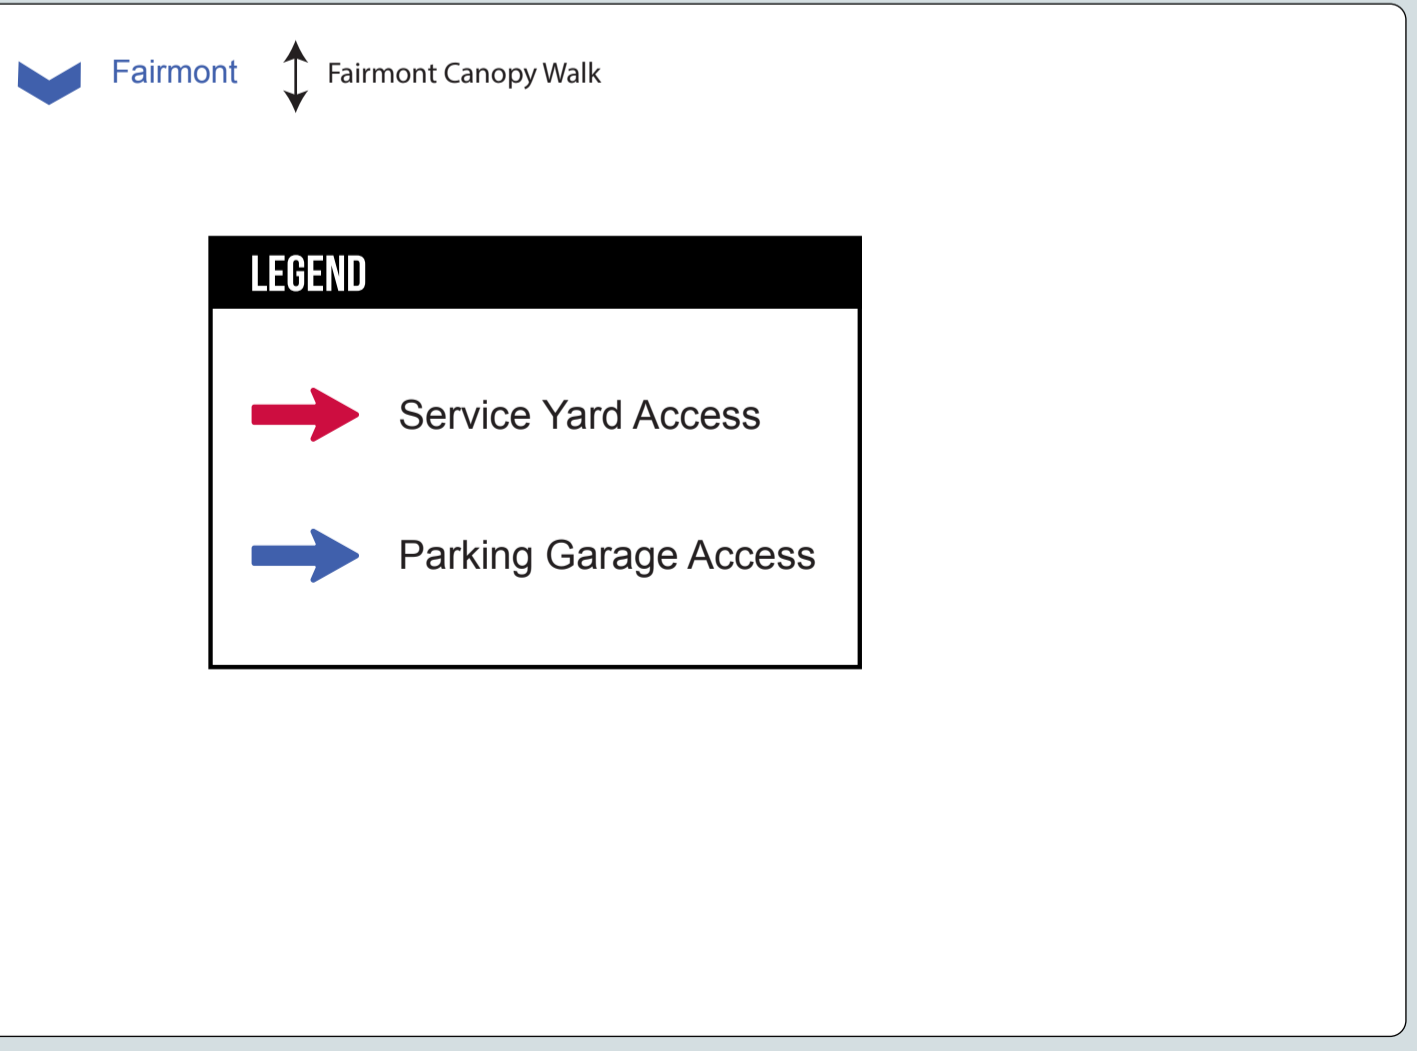 Fairmont
Fairmont Canopy Walk
LEGEND
Service Yard Access
Parking Garage Access